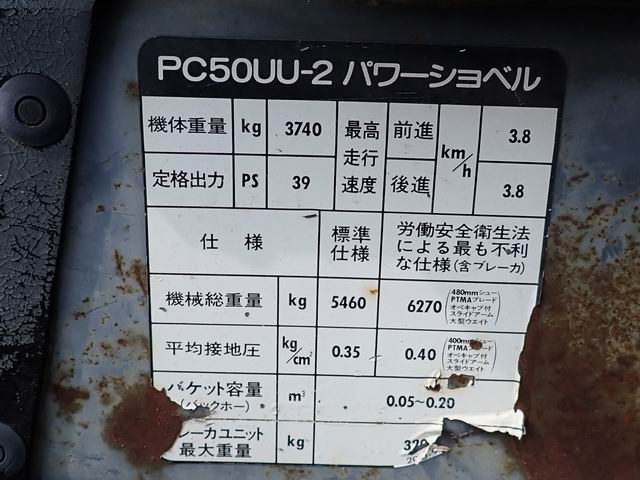 PC50UU-2 パワーショベル
機体重量 kg 3740 最高走行速度 前進 km/h 3.8
定格出力 PS 39 後進 3.8
仕様 標準仕様 労働安全衛生法による最も不利な仕様(含ブレーカ)
機械総重量 kg 5460 6270 (480mmシュー PTMAブレード オペキャブ付 スライドアーム 大型ウエイト)
平均接地圧 kg/cm² 0.35 0.40 (400mmシュー PTMAブレード オペキャブ付 スライドアーム 大型ウエイト)
バケット容量(バックホー) m³ 0.05~0.20
レーカユニット最大重量 kg